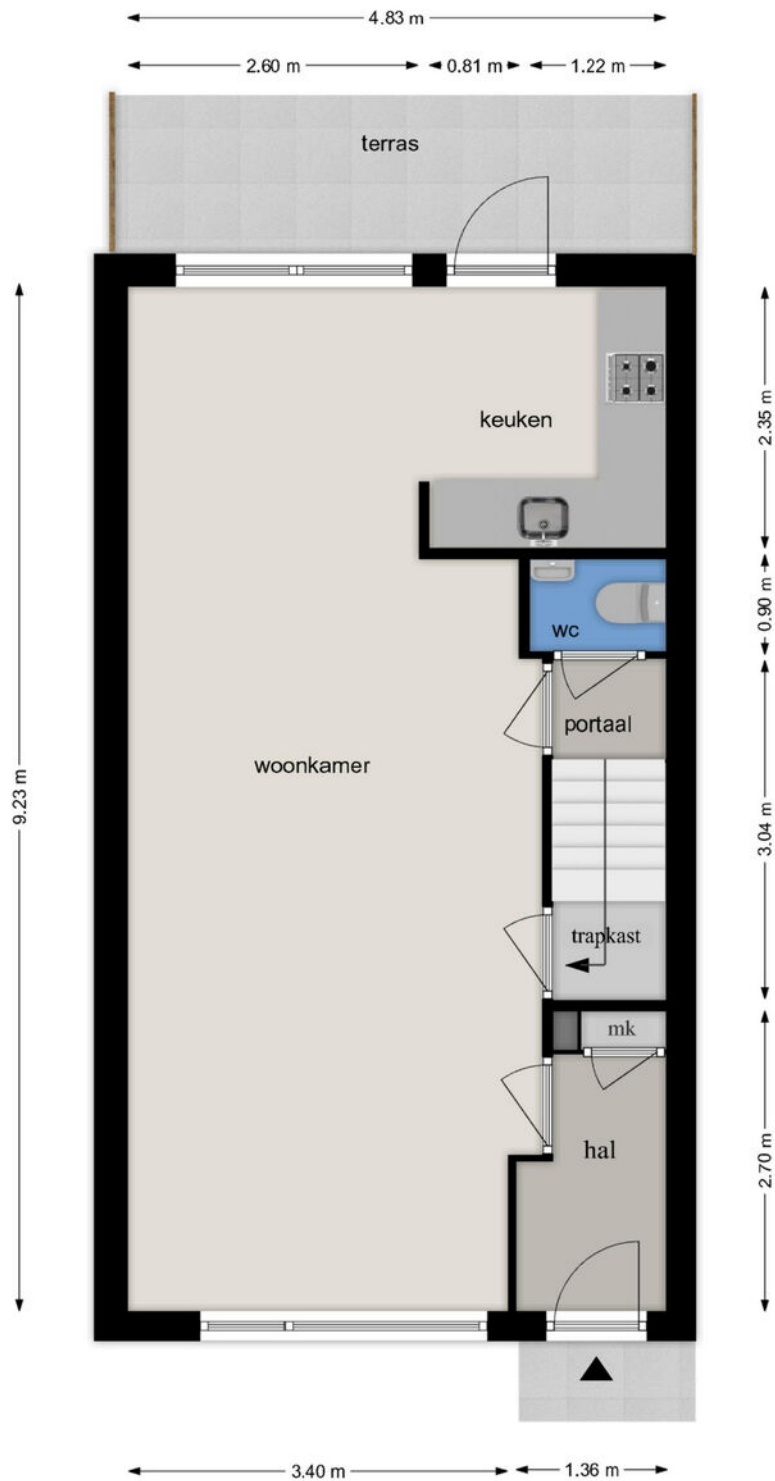 4.83 m
2.60 m 0.81 m 1.22 m
terras
keuken
2.35 m
wc
0.90 m
portaal
woonkamer
9.23 m
3.04 m
trapkast
mk
hal
2.70 m
3.40 m 1.36 m